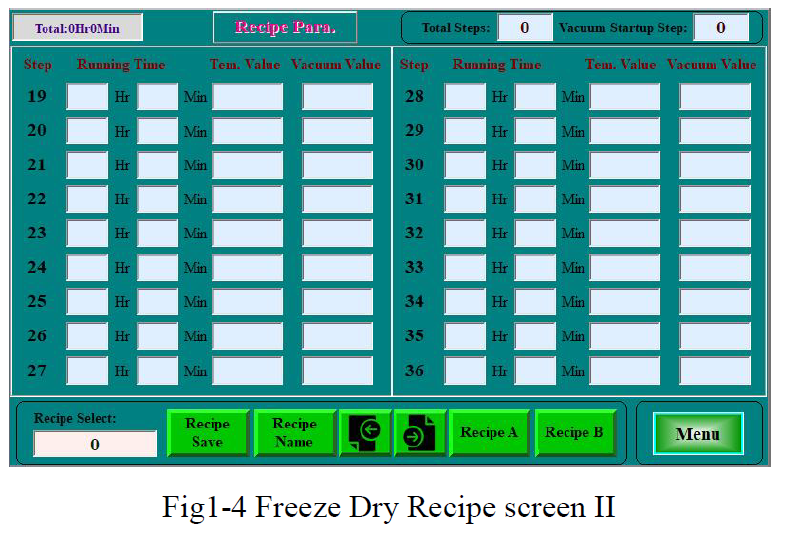 Total:0Hr0Min Recipe Para. Total Steps: 0 Vacuum Startup Step: 0
Step Running Time Tem. Value Vacuum Value Step Running Time Tem. Value Vacuum Value
19 Hr Min 28 Hr Min
20 Hr Min 29 Hr Min
21 Hr Min 30 Hr Min
22 Hr Min 31 Hr Min
23 Hr Min 32 Hr Min
24 Hr Min 33 Hr Min
25 Hr Min 34 Hr Min
26 Hr Min 35 Hr Min
27 Hr Min 36 Hr Min
Recipe Select:
0
Recipe
Save
Recipe
Name
Recipe A
Recipe B
Menu
Fig1-4 Freeze Dry Recipe screen II